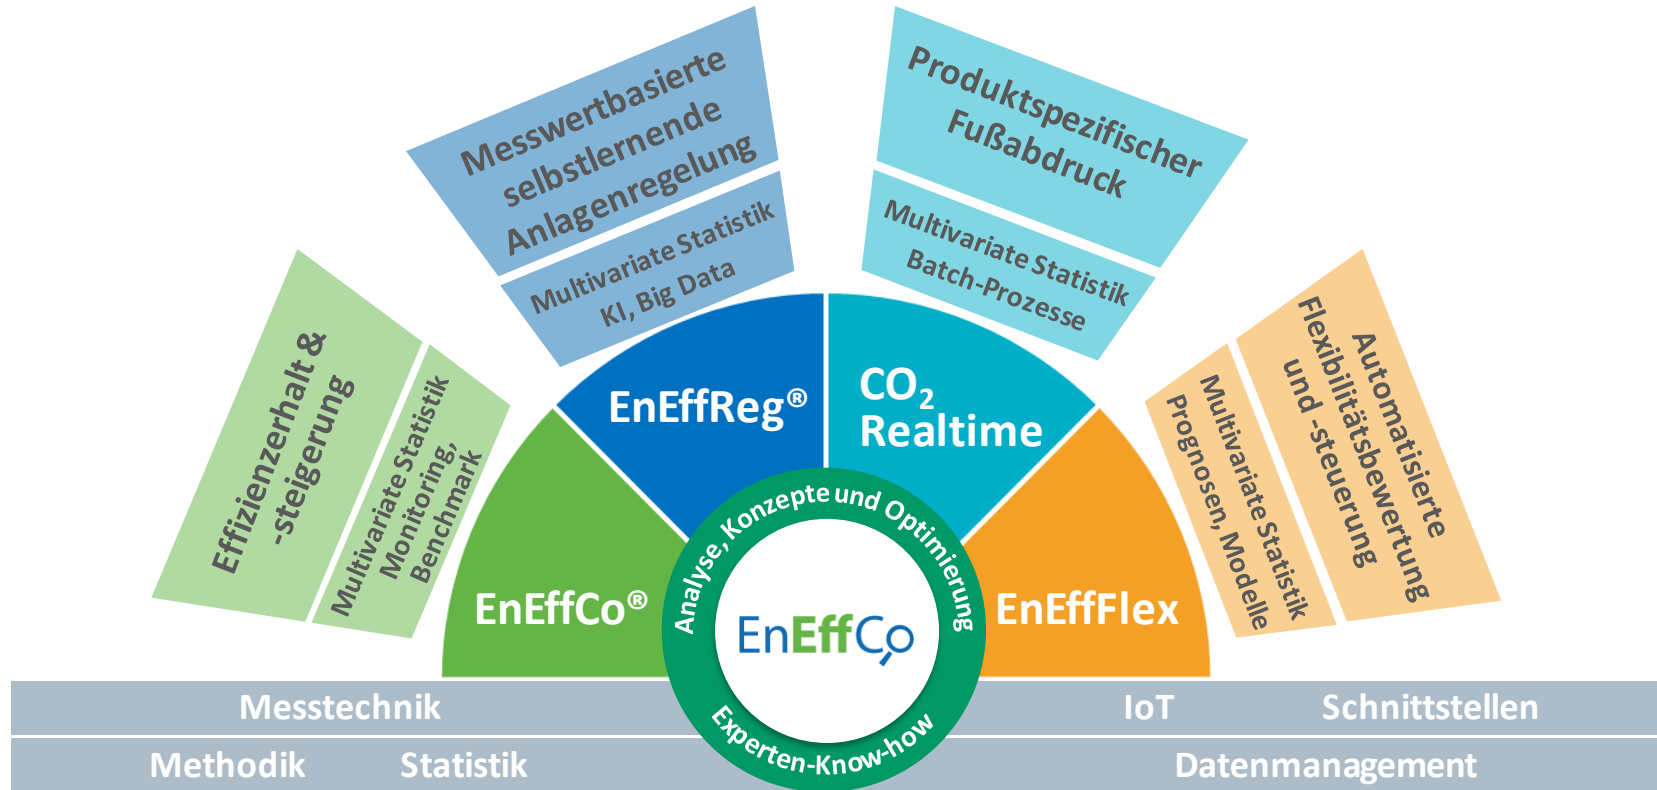 Effizienzerhalt &
-steigerung
Multivariate Statistik
Monitoring,
Benchmark
EnEffCo®
Messwertbasierte
selbstlernende
Anlagenregelung
Multivariate Statistik
KI, Big Data
EnEffReg®
Produktspezifischer
Fußabdruck
Multivariate Statistik
Batch-Prozesse
CO₂
Realtime
Automatisierte
Flexibilitätsbewertung
und -steuerung
Multivariate Statistik
Prognosen, Modelle
EnEffFlex
Analyse, Konzepte und Optimierung
EnEffCo
Experten-Know-how
Messtechnik
IoT
Schnittstellen
Methodik
Statistik
Datenmanagement